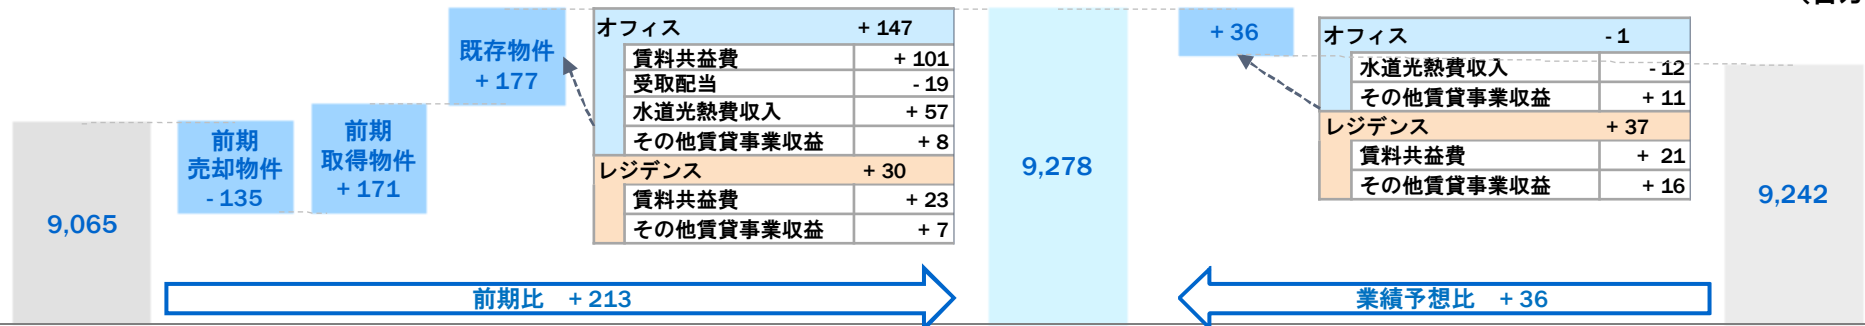 9,065
前期
売却物件
- 135
前期
取得物件
+ 171
既存物件
+ 177
オフィス + 147
賃料共益費 + 101
受取配当 - 19
水道光熱費収入 + 57
その他賃貸事業収益 + 8
レジデンス + 30
賃料共益費 + 23
その他賃貸事業収益 + 7
前期比 + 213
9,278
+ 36
オフィス - 1
水道光熱費収入 - 12
その他賃貸事業収益 + 11
レジデンス + 37
賃料共益費 + 21
その他賃貸事業収益 + 16
業績予想比 + 36
9,242